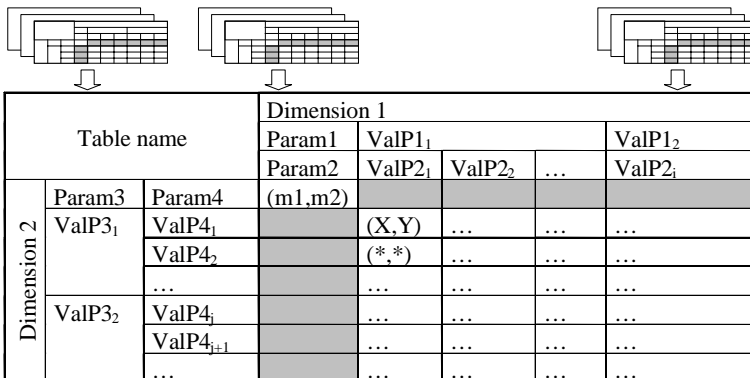 Dimension 1
Table name Param1 ValP1₁ ValP1₂
Param2 ValP2₁ ValP2₂ … ValP2ᵢ
Dimension 2
Param3 Param4 (m1,m2)
ValP3₁ ValP4₁ (X,Y) … … …
ValP4₂ (*,*) … … …
… … … … …
ValP3₂ ValP4ⱼ … … … …
ValP4ⱼ₊₁ … … … …
… … … … …